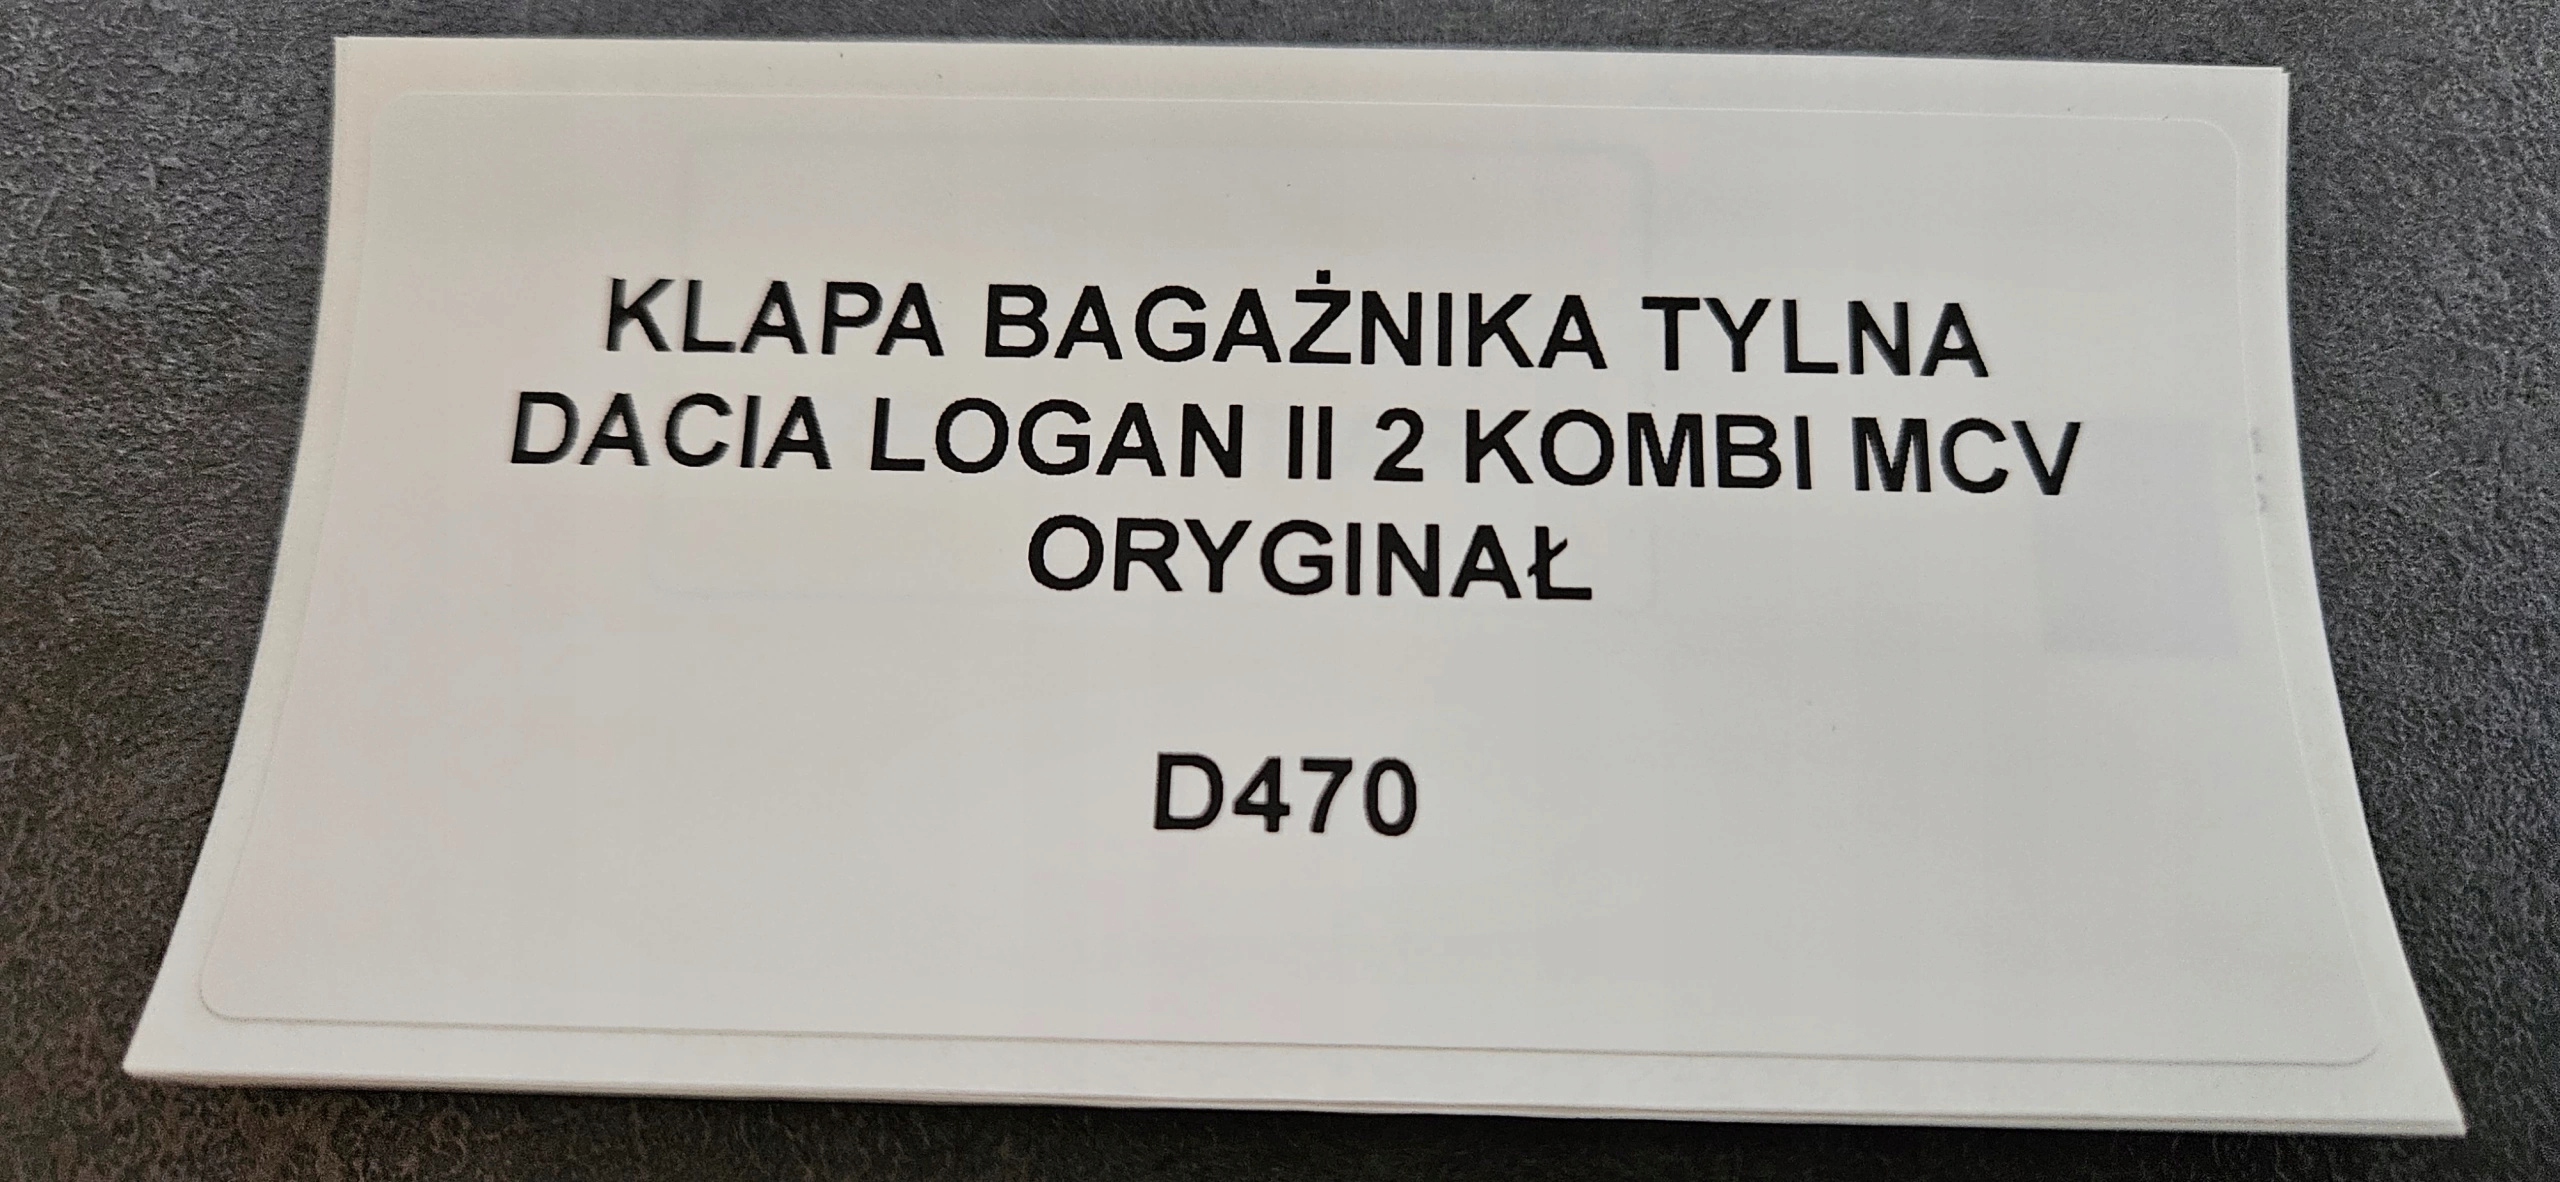 KLAPA BAGAŻNIKA TYLNA
DACIA LOGAN II 2 KOMBI MCV
ORYGINAŁ
D470